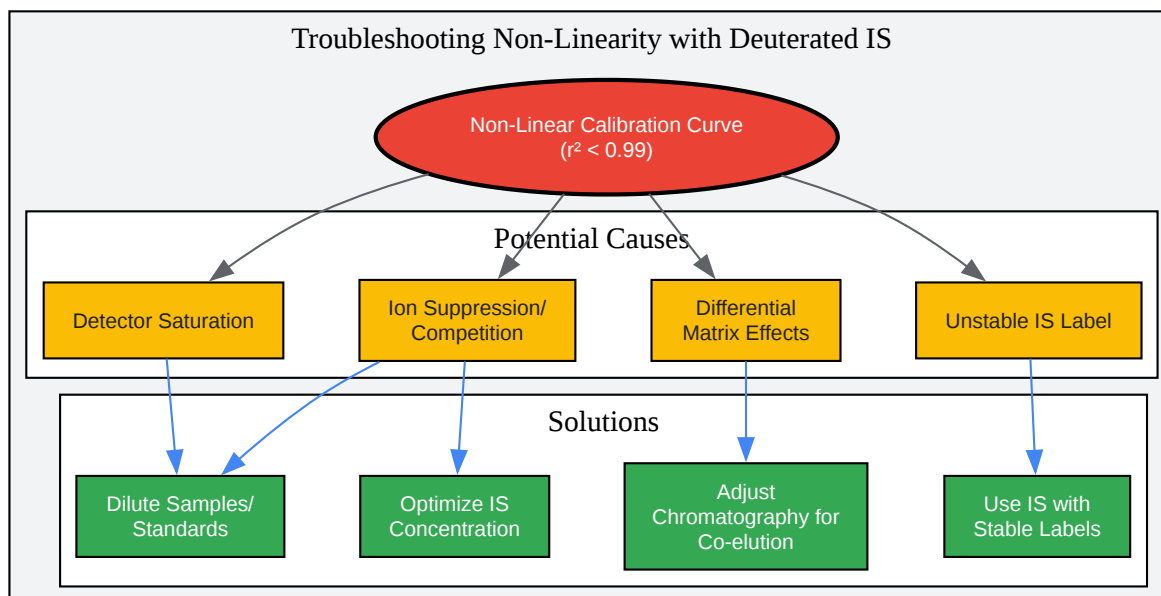 Troubleshooting Non-Linearity with Deuterated IS
Non-Linear Calibration Curve
(r² < 0.99)
Potential Causes
Detector Saturation
Ion Suppression/
Competition
Differential
Matrix Effects
Unstable IS Label
Solutions
Dilute Samples/
Standards
Optimize IS
Concentration
Adjust
Chromatography for
Co-elution
Use IS with
Stable Labels